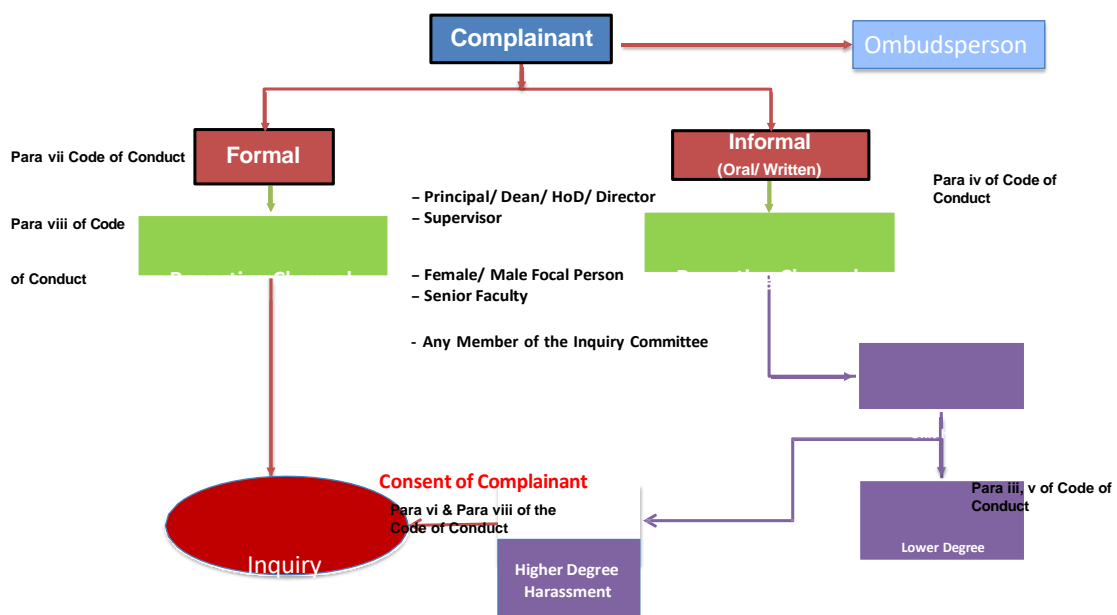 Complainant
Ombudsperson
Formal
Informal
(Oral/ Written)
Para vii Code of Conduct
Para iv of Code of
Conduct
– Principal/ Dean/ HoD/ Director
– Supervisor
Para viii of Code
of Conduct
– Female/ Male Focal Person
– Senior Faculty
- Any Member of the Inquiry Committee
Consent of Complainant
Para vi & Para viii of the
Code of Conduct
Para iii, v of Code of
Conduct
Lower Degree
Inquiry
Higher Degree
Harassment